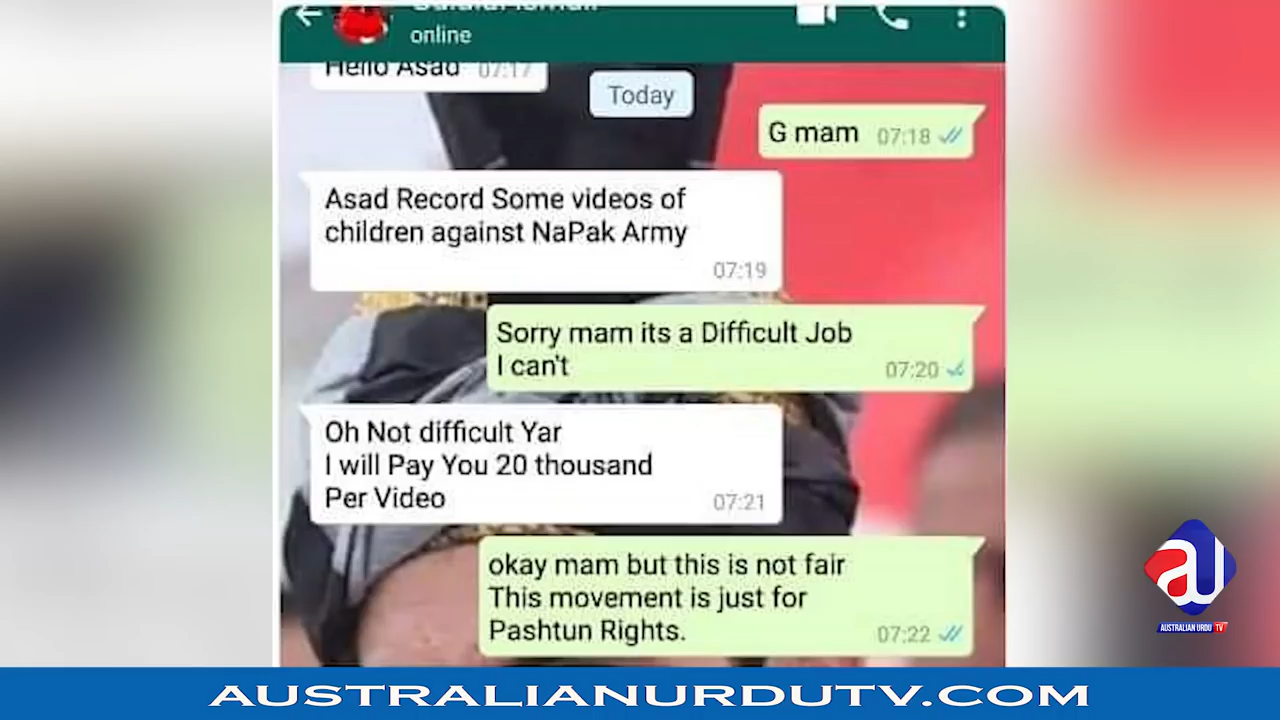 online
Hello Asad 07:17
Today
G mam 07:18
Asad Record Some videos of
children against NaPak Army
07:19
Sorry mam its a Difficult Job
I can't 07:20
Oh Not difficult Yar
I will Pay You 20 thousand
Per Video 07:21
okay mam but this is not fair
This movement is just for
Pashtun Rights. 07:22
AUSTRALIAN URDU TV
AUSTRALIANURDUTV.COM